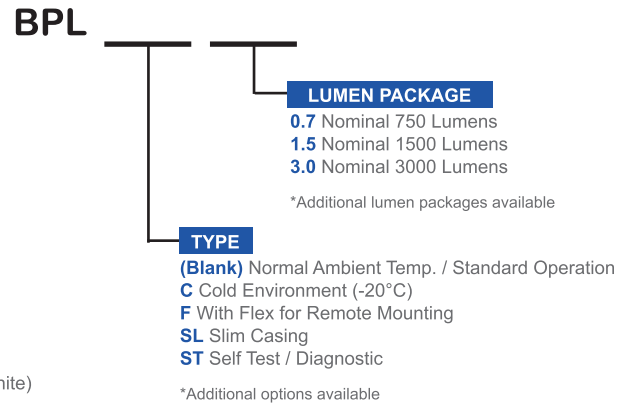 BPL
LUMEN PACKAGE
0.7 Nominal 750 Lumens
1.5 Nominal 1500 Lumens
3.0 Nominal 3000 Lumens
*Additional lumen packages available
TYPE
(Blank) Normal Ambient Temp. / Standard Operation
C Cold Environment (-20°C)
F With Flex for Remote Mounting
SL Slim Casing
ST Self Test / Diagnostic
*Additional options available